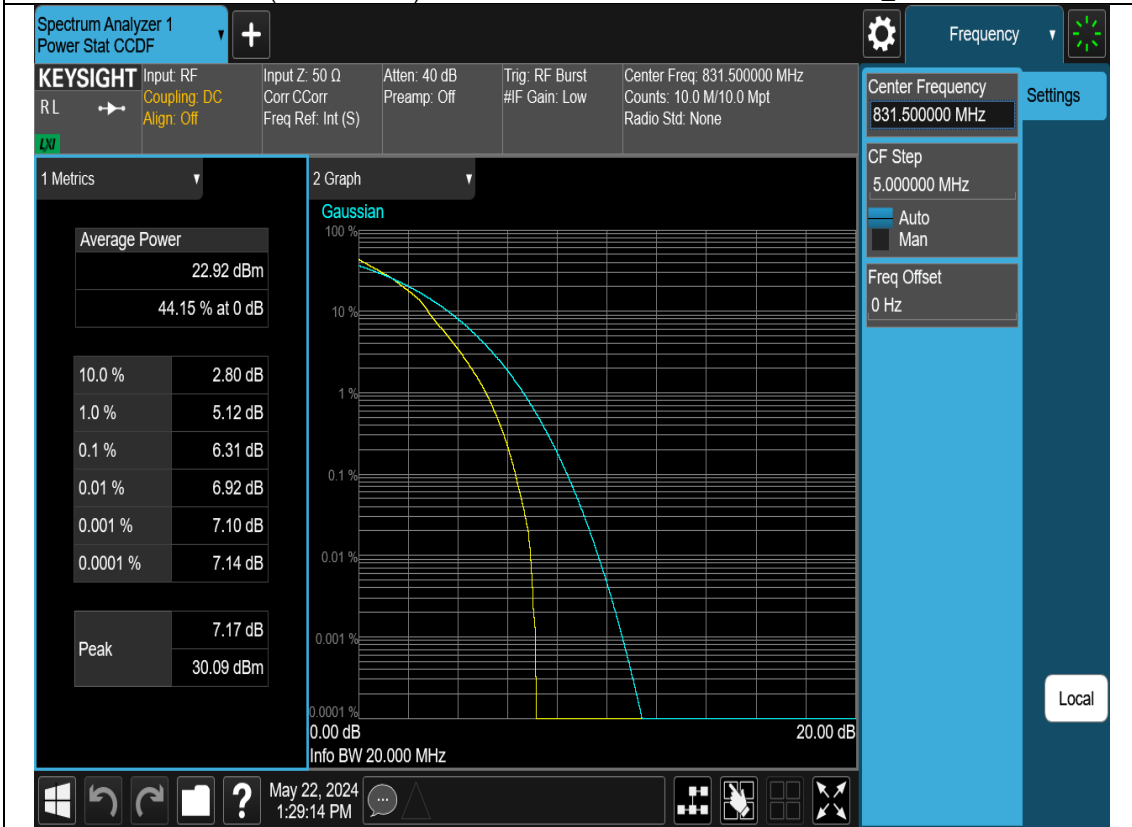 Spectrum Analyzer 1
Power Stat CCDF
Frequency
KEYSIGHT
R L
LXI
Input: RF
Coupling: DC
Align: Off
Input Z: 50 Ω
Corr CCorr
Freq Ref: Int (S)
Atten: 40 dB
Preamp: Off
Trig: RF Burst
#IF Gain: Low
Center Freq: 831.500000 MHz
Counts: 10.0 M/10.0 Mpt
Radio Std: None
Center Frequency
831.500000 MHz
Settings
CF Step
5.000000 MHz
Auto
Man
Freq Offset
0 Hz
1 Metrics
Average Power
22.92 dBm
44.15 % at 0 dB
10.0 % 2.80 dB
1.0 % 5.12 dB
0.1 % 6.31 dB
0.01 % 6.92 dB
0.001 % 7.10 dB
0.0001 % 7.14 dB
Peak
7.17 dB
30.09 dBm
2 Graph
Gaussian
100 %
10 %
1 %
0.1 %
0.01 %
0.001 %
0.0001 %
0.00 dB 20.00 dB
Info BW 20.000 MHz
Local
?
May 22, 2024
1:29:14 PM